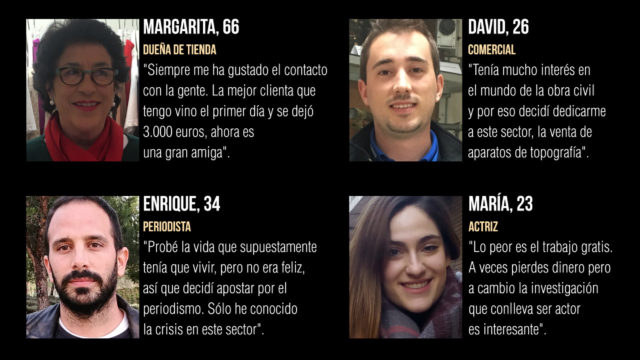 MARGARITA, 66
DUEÑA DE TIENDA
"Siempre me ha gustado el contacto
con la gente. La mejor clienta que
tengo vino el primer día y se dejó
3.000 euros, ahora es
una gran amiga".
DAVID, 26
COMERCIAL
"Tenía mucho interés en
el mundo de la obra civil
y por eso decidí dedicarme
a este sector, la venta de
aparatos de topografía".
ENRIQUE, 34
PERIODISTA
"Probé la vida que supuestamente
tenía que vivir, pero no era feliz,
así que decidí apostar por el
periodismo. Sólo he conocido
la crisis en este sector".
MARÍA, 23
ACTRIZ
"Lo peor es el trabajo gratis.
A veces pierdes dinero pero
a cambio la investigación
que conlleva ser actor
es interesante".